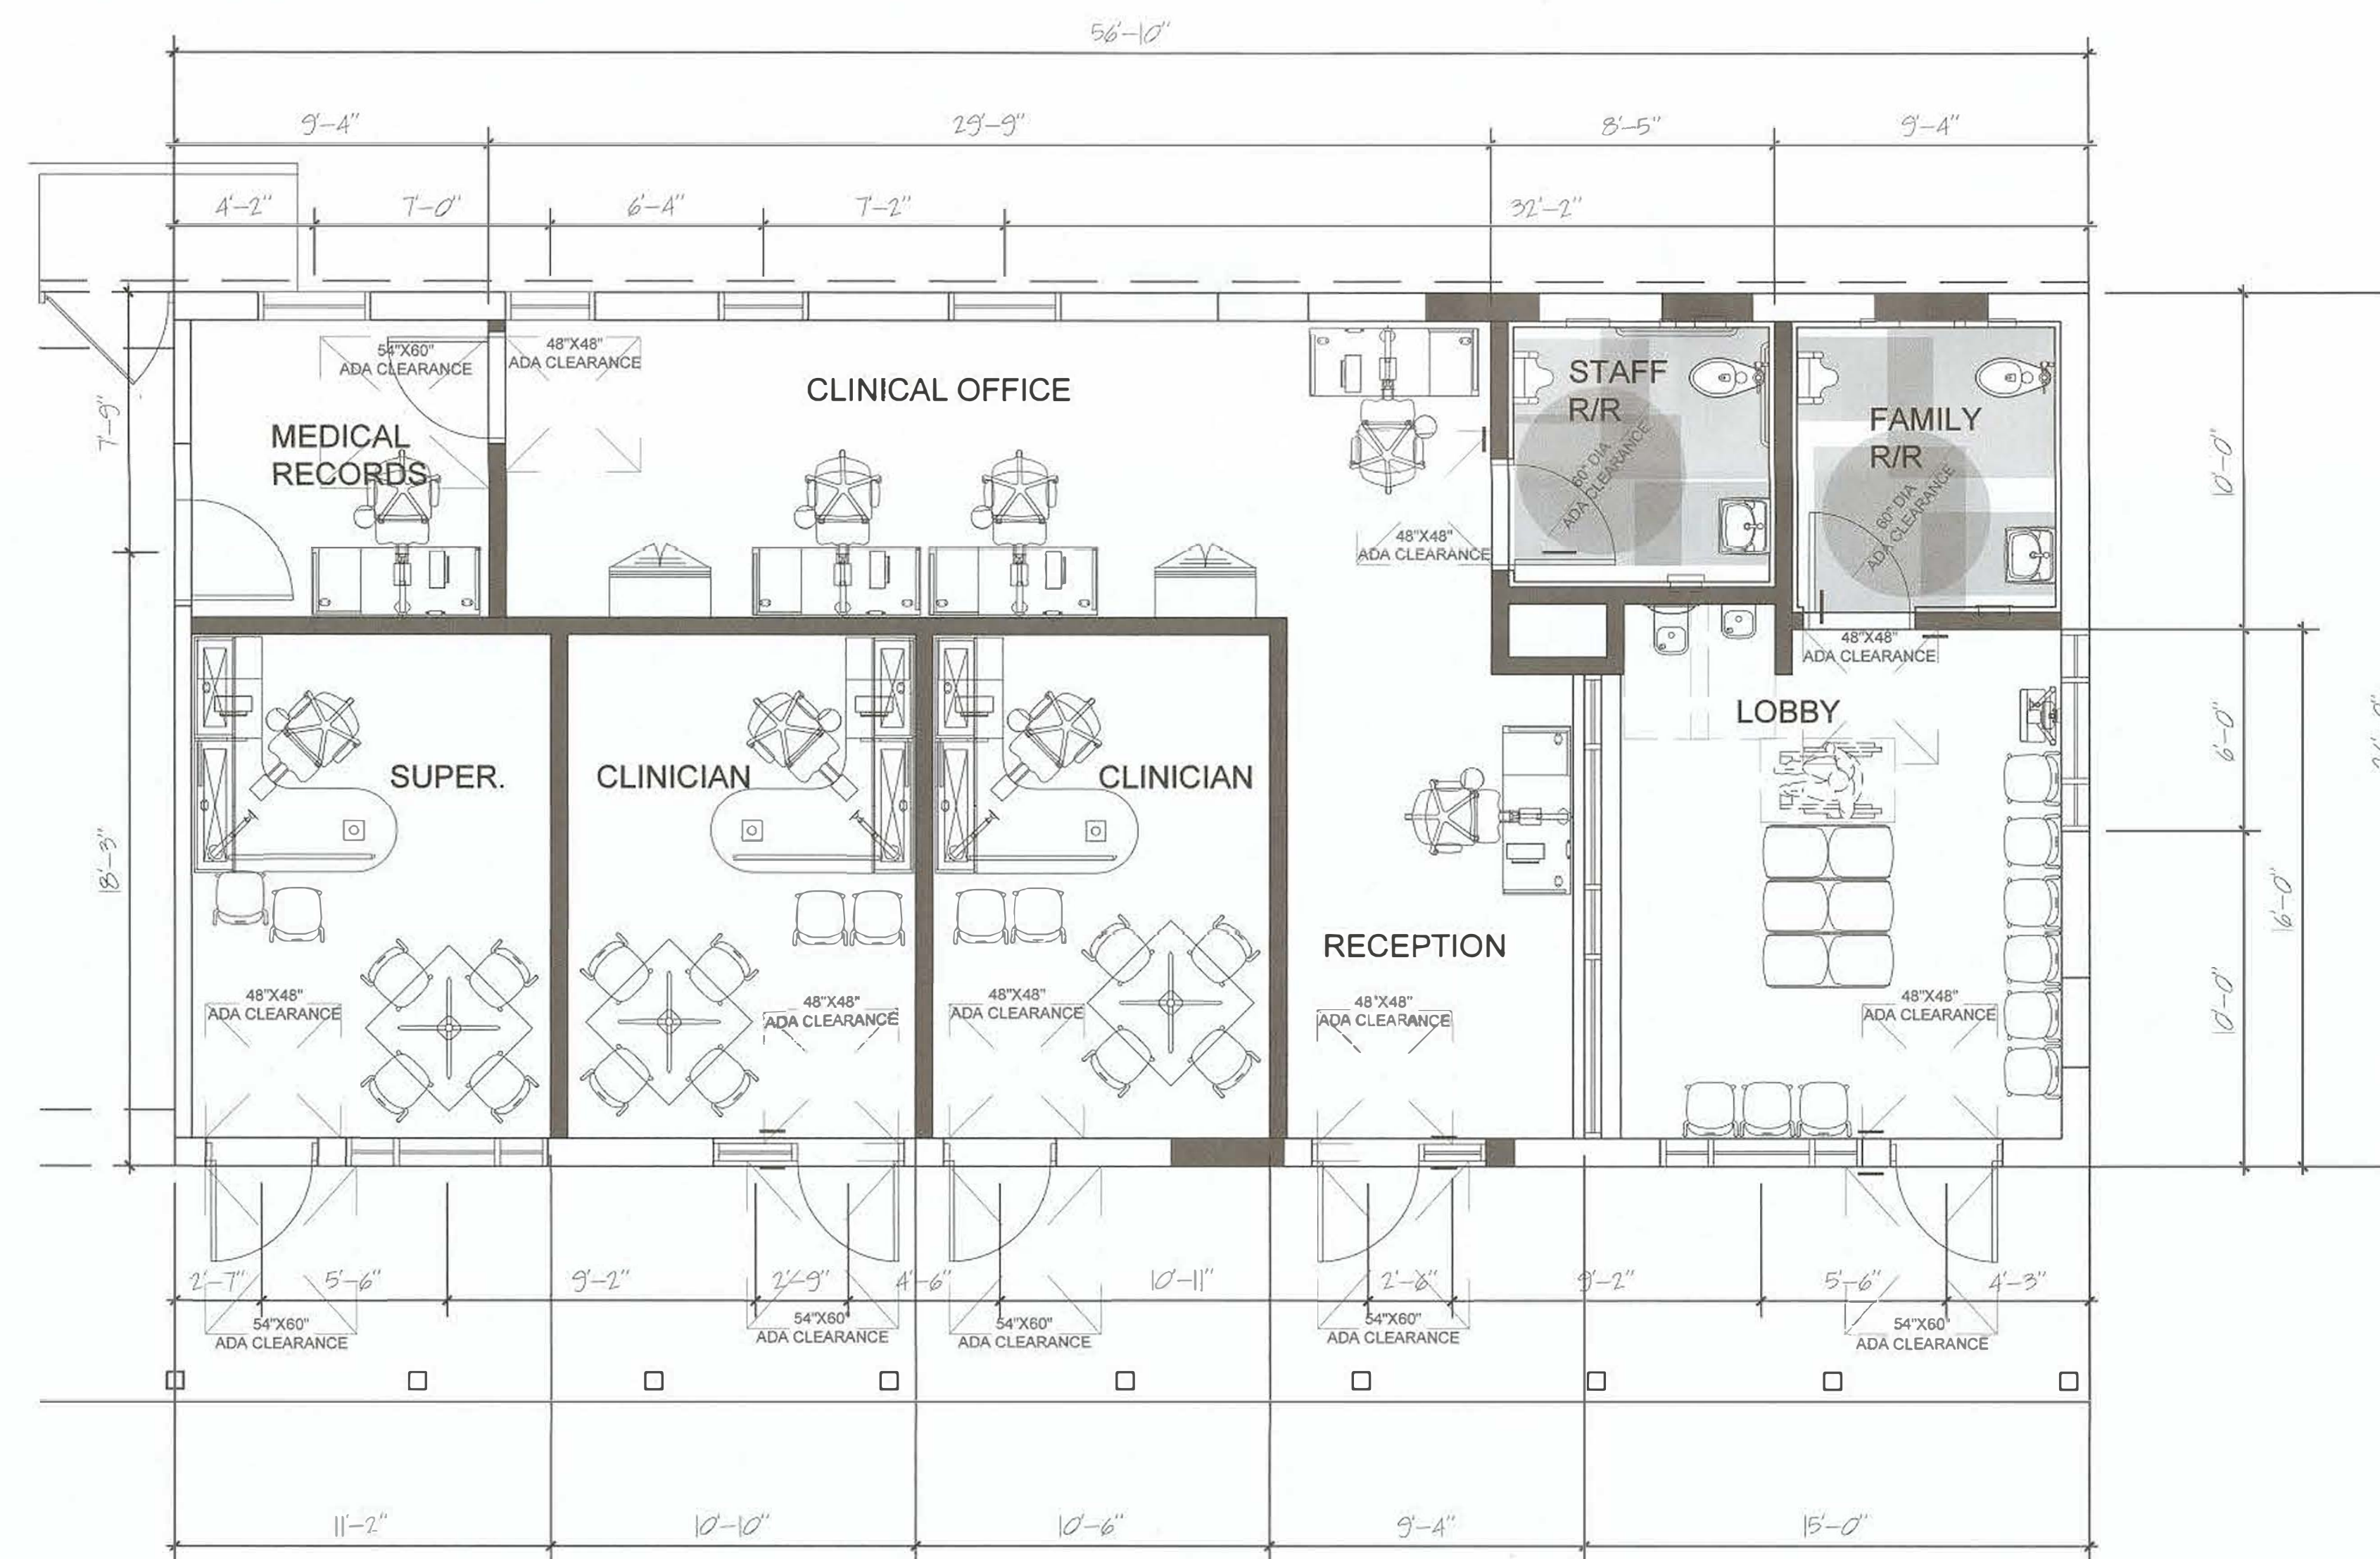 56'-10"
9'-4"
29'-9"
8'-5"
9'-4"
4'-2"
7'-0"
6'-4"
7'-2"
32'-2"
54"X60"
ADA CLEARANCE
48"X48"
ADA CLEARANCE
CLINICAL OFFICE
STAFF
R/R
60" DIA
ADA CLEARANCE
FAMILY
R/R
60" DIA
ADA CLEARANCE
7'-9"
MEDICAL
RECORDS
10'-0"
48"X48"
ADA CLEARANCE
48"X48"
ADA CLEARANCE
LOBBY
6'-0"
SUPER.
CLINICIAN
CLINICIAN
18'-3"
16'-0"
RECEPTION
48"X48"
ADA CLEARANCE
48"X48"
ADA CLEARANCE
48"X48"
ADA CLEARANCE
48"X48"
ADA CLEARANCE
48"X48"
ADA CLEARANCE
10'-0"
2'-7"
5'-6"
9'-2"
2'-9"
4'-6"
10'-11"
2'-6"
9'-2"
5'-6"
4'-3"
54"X60"
ADA CLEARANCE
54"X60"
ADA CLEARANCE
54"X60"
ADA CLEARANCE
54"X60"
ADA CLEARANCE
54"X60"
ADA CLEARANCE
11'-2"
10'-10"
10'-6"
9'-4"
15'-0"